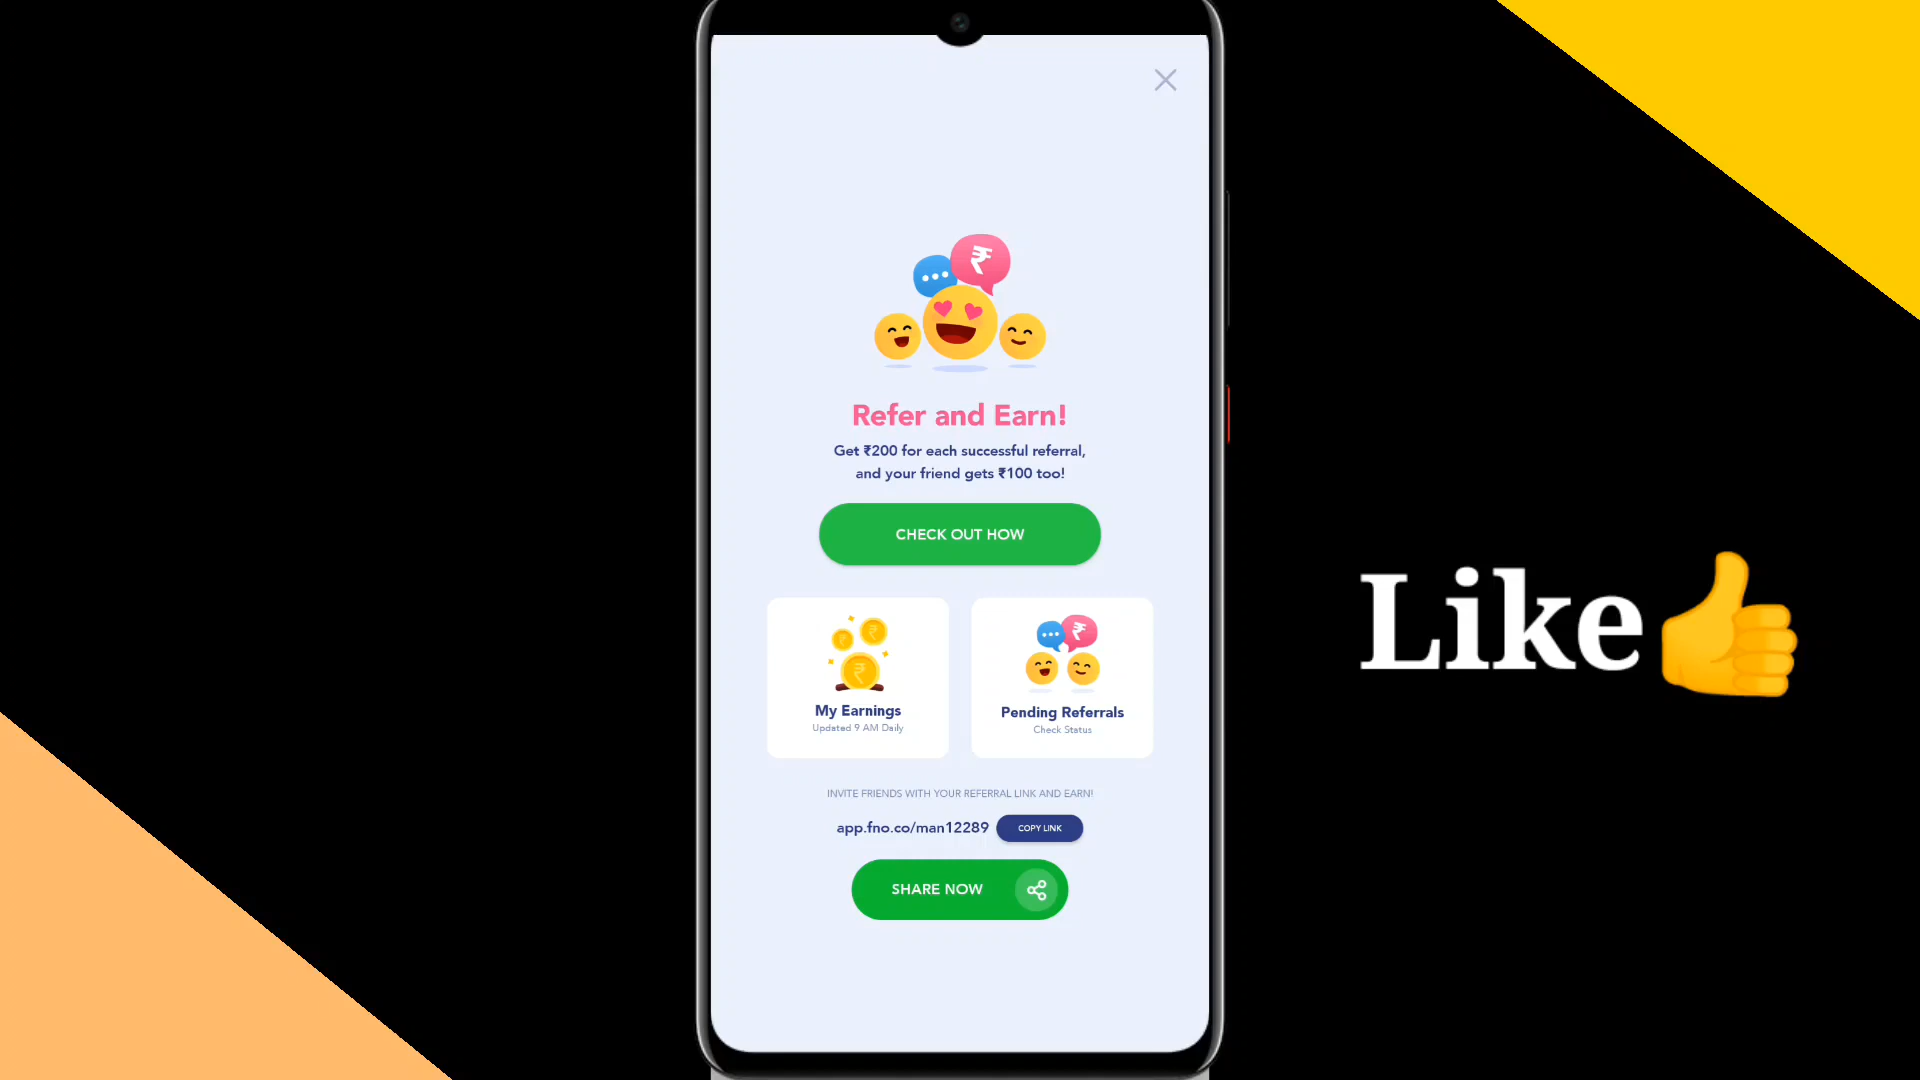 Refer and Earn!
Get ₹200 for each successful referral,
and your friend gets ₹100 too!
CHECK OUT HOW
My Earnings
Updated 9 AM Daily
Pending Referrals
Check Status
INVITE FRIENDS WITH YOUR REFERRAL LINK AND EARN!
app.fno.co/man12289
COPY LINK
SHARE NOW
Like👍